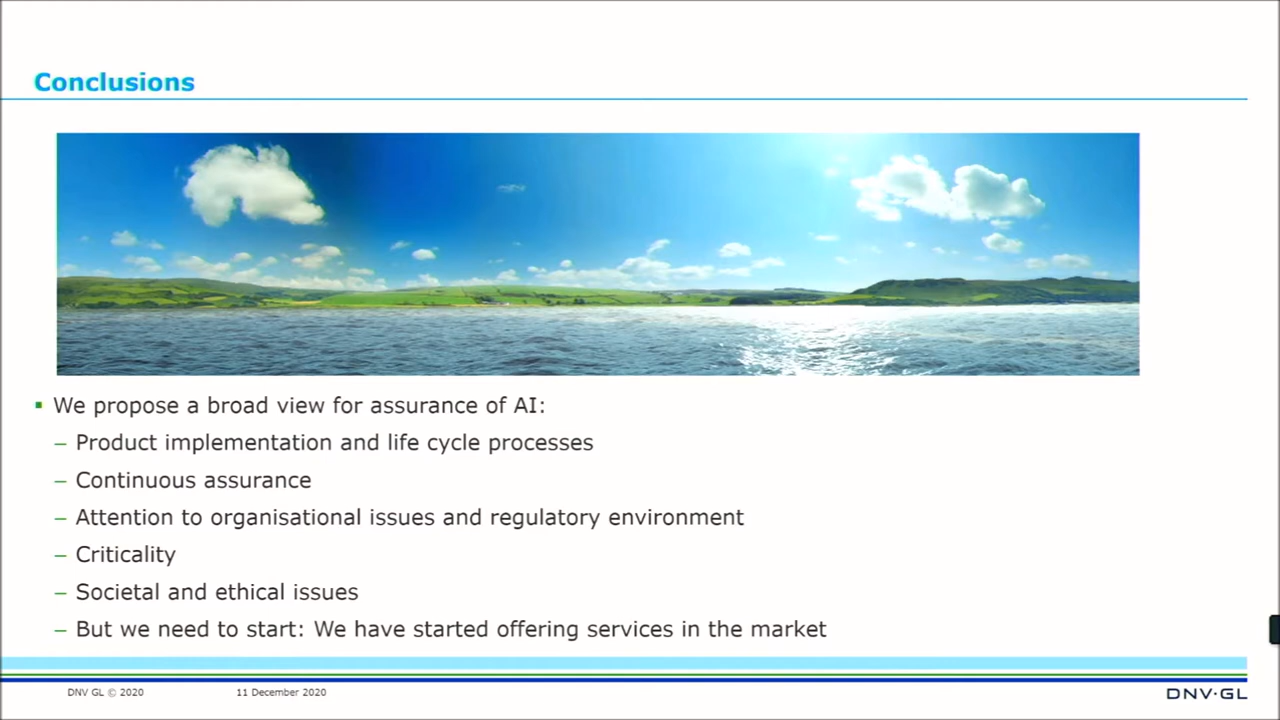 Conclusions
▪ We propose a broad view for assurance of AI:
– Product implementation and life cycle processes
– Continuous assurance
– Attention to organisational issues and regulatory environment
– Criticality
– Societal and ethical issues
– But we need to start: We have started offering services in the market
DNV GL © 2020
11 December 2020
DNV·GL